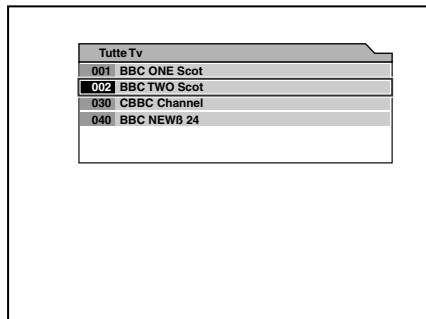 Tutte Tv
001 BBC ONE Scot
002 BBC TWO Scot
030 CBBC Channel
040 BBC NEWß 24